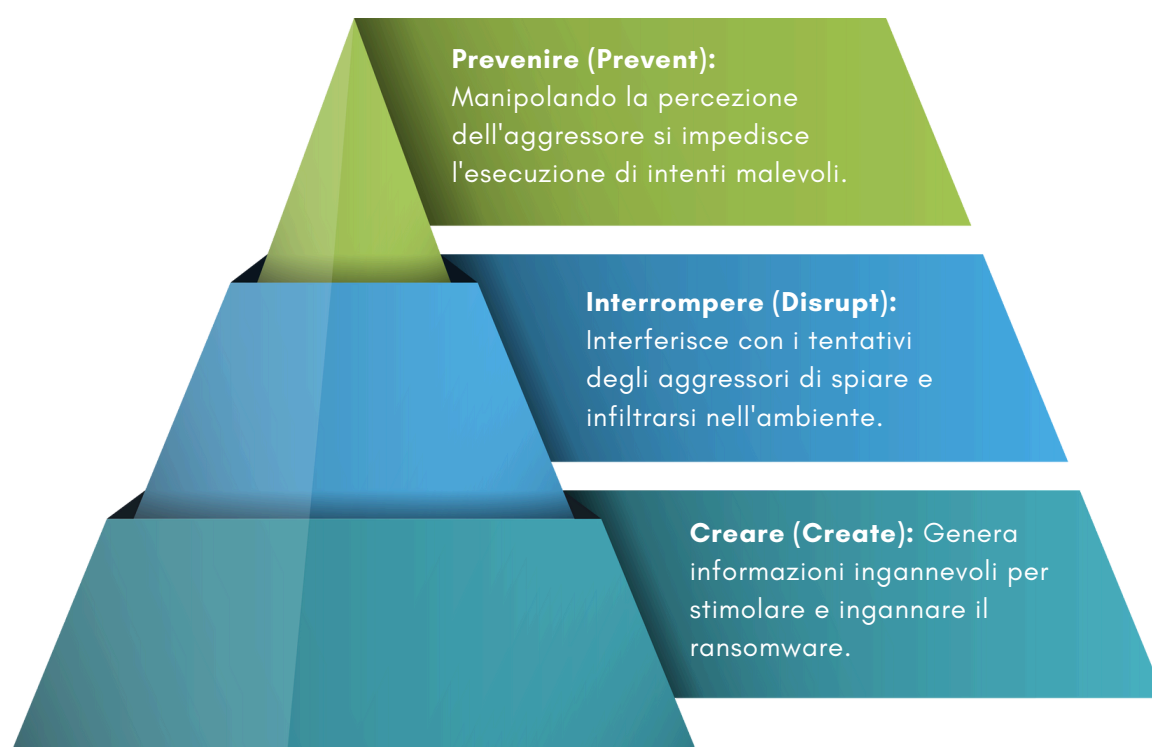 Prevenire (Prevent):
Manipolando la percezione
dell'aggressore si impedisce
l'esecuzione di intenti malevoli.
Interrompere (Disrupt):
Interferisce con i tentativi
degli aggressori di spiare e
infiltrarsi nell'ambiente.
Creare (Create): Genera
informazioni ingannevoli per
stimolare e ingannare il
ransomware.